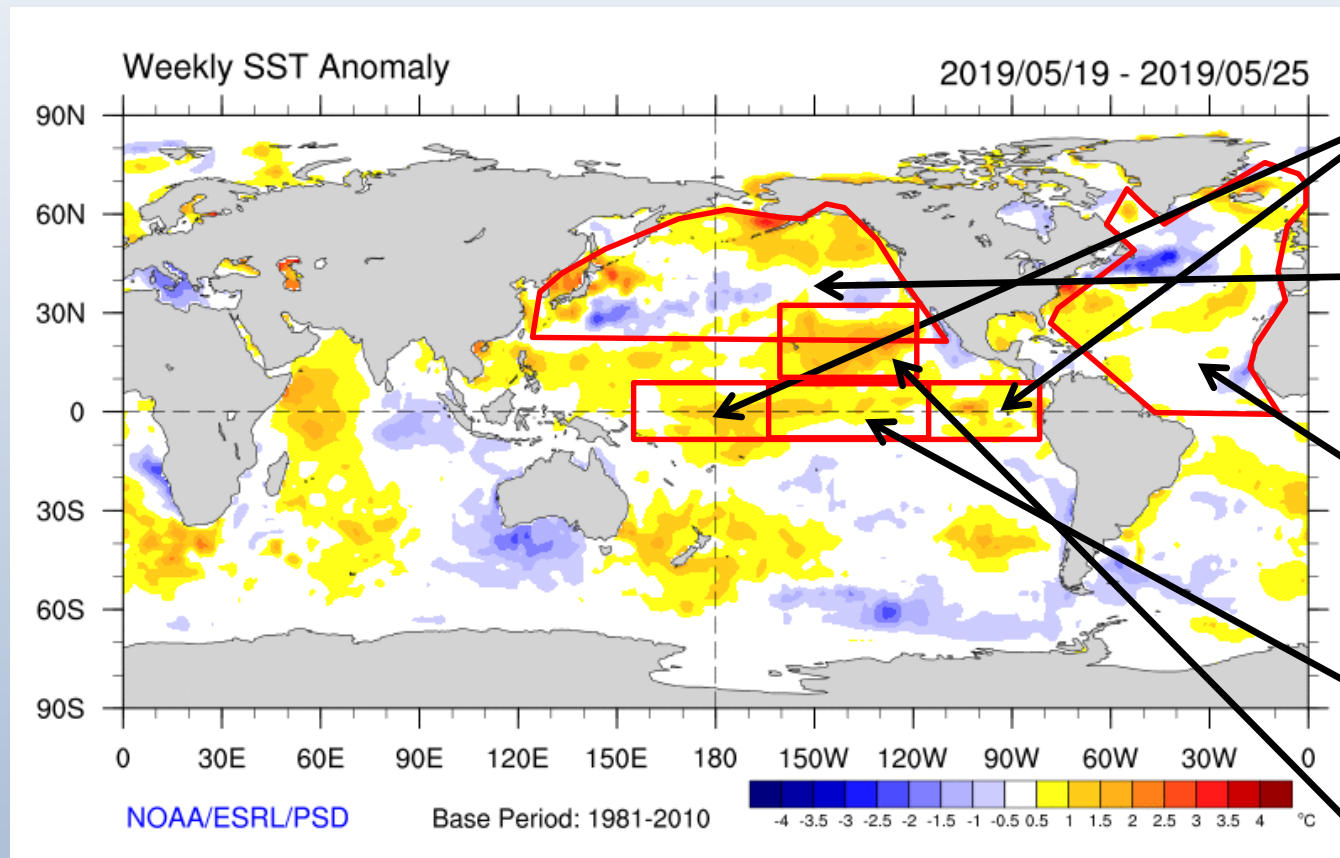 Weekly SST Anomaly
2019/05/19 - 2019/05/25
90N
60N
30N
0
30S
60S
90S
0 30E 60E 90E 120E 150E 180 150W 120W 90W 60W 30W 0
NOAA/ESRL/PSD
Base Period: 1981-2010
-4 -3.5 -3 -2.5 -2 -1.5 -1 -0.5 0.5 1 1.5 2 2.5 3 3.5 4 °C